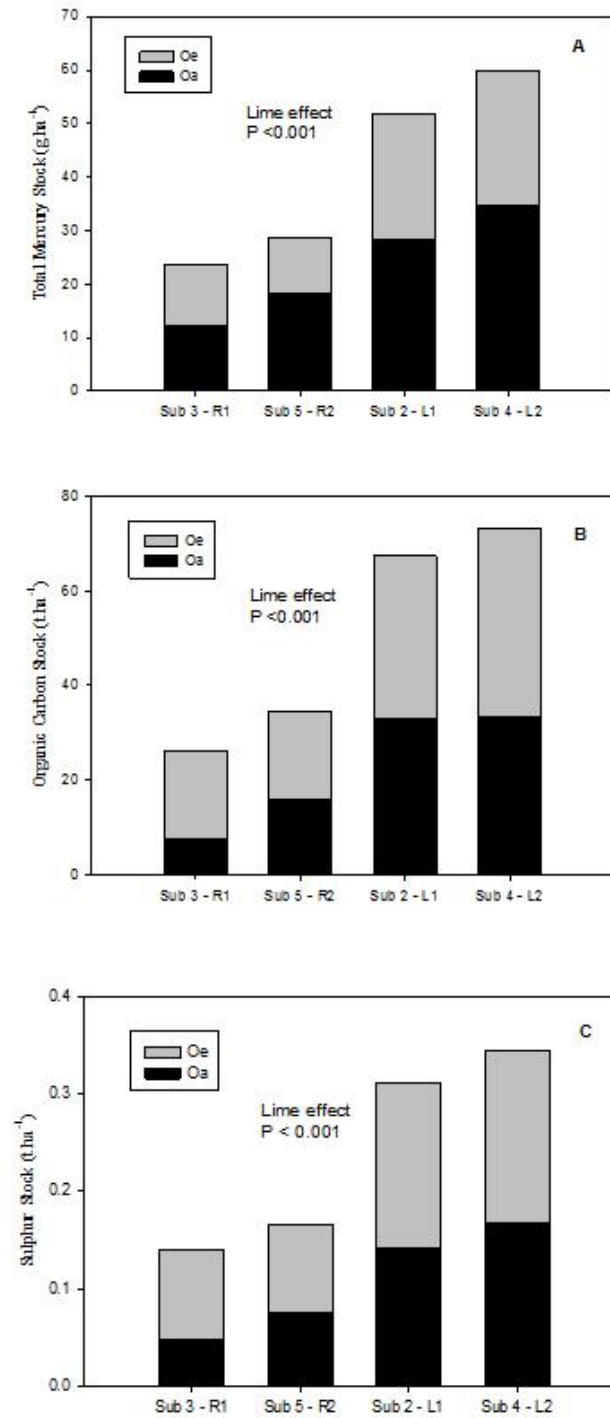 70
60
50
40
30
20
10
0
Total Mercury Stock (g.ha-1)
Oe
Oa
A
Lime effect
P <0.001
Sub 3 - R1 Sub 5 - R2 Sub 2 - L1 Sub 4 - L2
80
60
40
20
0
Organic Carbon Stock (t.ha-1)
Oe
Oa
B
Lime effect
P <0.001
Sub 3 - R1 Sub 5 - R2 Sub 2 - L1 Sub 4 - L2
0.4
0.3
0.2
0.1
0.0
Sulphur Stock (t.ha-1)
Oe
Oa
C
Lime effect
P < 0.001
Sub 3 - R1 Sub 5 - R2 Sub 2 - L1 Sub 4 - L2